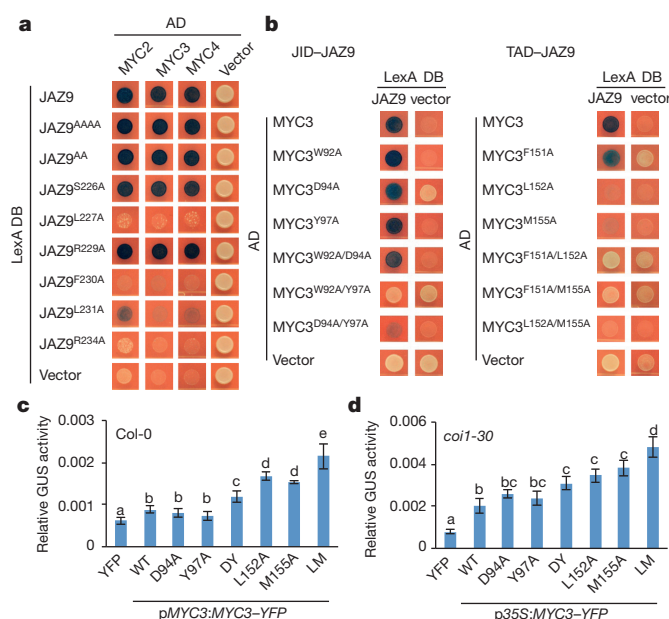 a
AD
MYC2 MYC3 MYC4 Vector
LexA DB
JAZ9
JAZ9AAAA
JAZ9AA
JAZ9S226A
JAZ9L227A
JAZ9R229A
JAZ9F230A
JAZ9L231A
JAZ9R234A
Vector
b
JID–JAZ9
LexA DB
JAZ9 vector
AD
MYC3
MYC3W92A
MYC3D94A
MYC3Y97A
MYC3W92A/D94A
MYC3W92A/Y97A
MYC3D94A/Y97A
Vector
TAD–JAZ9
LexA DB
JAZ9 vector
AD
MYC3
MYC3F151A
MYC3L152A
MYC3M155A
MYC3F151A/L152A
MYC3F151A/M155A
MYC3L152A/M155A
Vector
c
Relative GUS activity
0.003
0.002
0.001
0
Col-0
a b b b c d d e
YFP WT D94A Y97A DY L152A M155A LM
pMYC3:MYC3–YFP
d
Relative GUS activity
0.006
0.004
0.002
0
coi1-30
a b bc bc c c c d
YFP WT D94A Y97A DY L152A M155A LM
p35S:MYC3–YFP